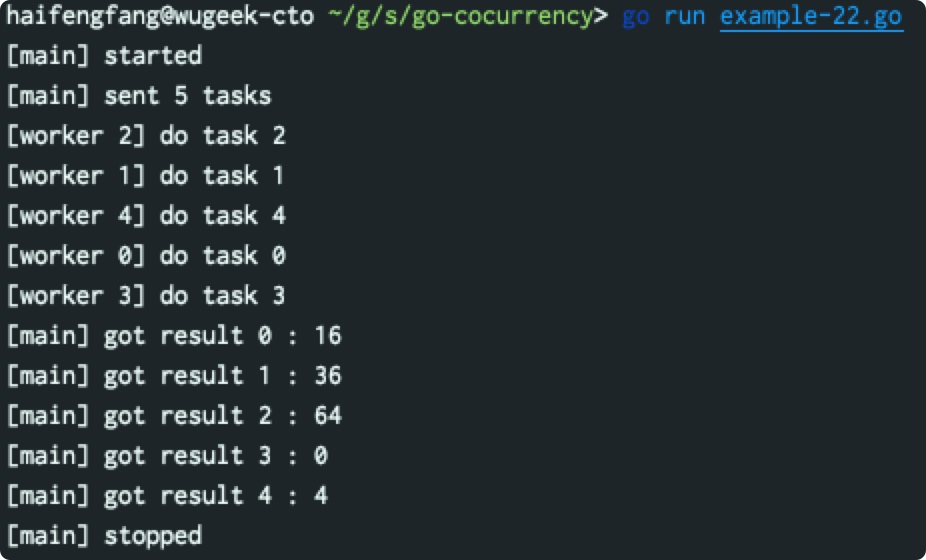 haifengfang@wugeek-cto ~/g/s/go-cocurrency> go run example-22.go
[main] started
[main] sent 5 tasks
[worker 2] do task 2
[worker 1] do task 1
[worker 4] do task 4
[worker 0] do task 0
[worker 3] do task 3
[main] got result 0 : 16
[main] got result 1 : 36
[main] got result 2 : 64
[main] got result 3 : 0
[main] got result 4 : 4
[main] stopped